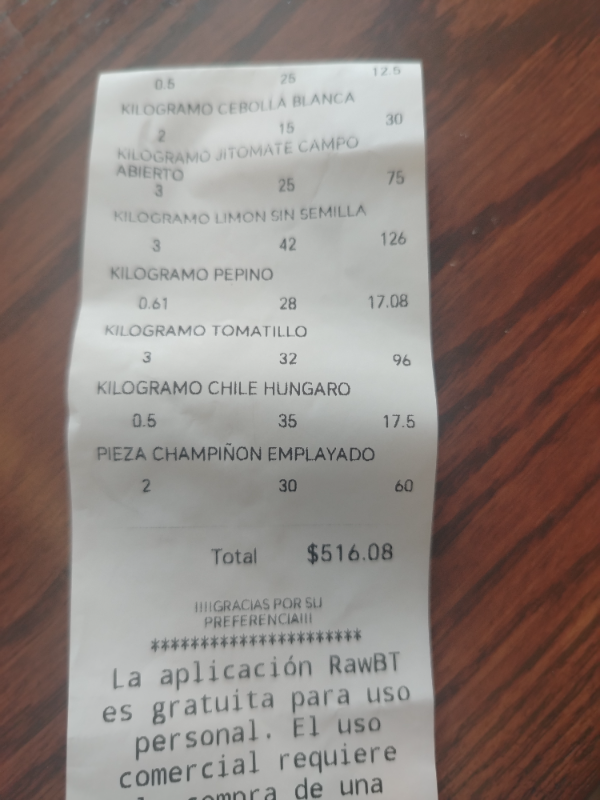 0.5 25 12.5
KILOGRAMO CEBOLLA BLANCA
2 15 30
KILOGRAMO JITOMATE CAMPO
ABIERTO
3 25 75
KILOGRAMO LIMON SIN SEMILLA
3 42 126
KILOGRAMO PEPINO
0.61 28 17.08
KILOGRAMO TOMATILLO
3 32 96
KILOGRAMO CHILE HUNGARO
0.5 35 17.5
PIEZA CHAMPIÑON EMPLAYADO
2 30 60
Total $516.08
!!!!GRACIAS POR SU
PREFERENCIA!!!
**********************
La aplicación RawBT
es gratuita para uso
personal. El uso
comercial requiere
compra de una